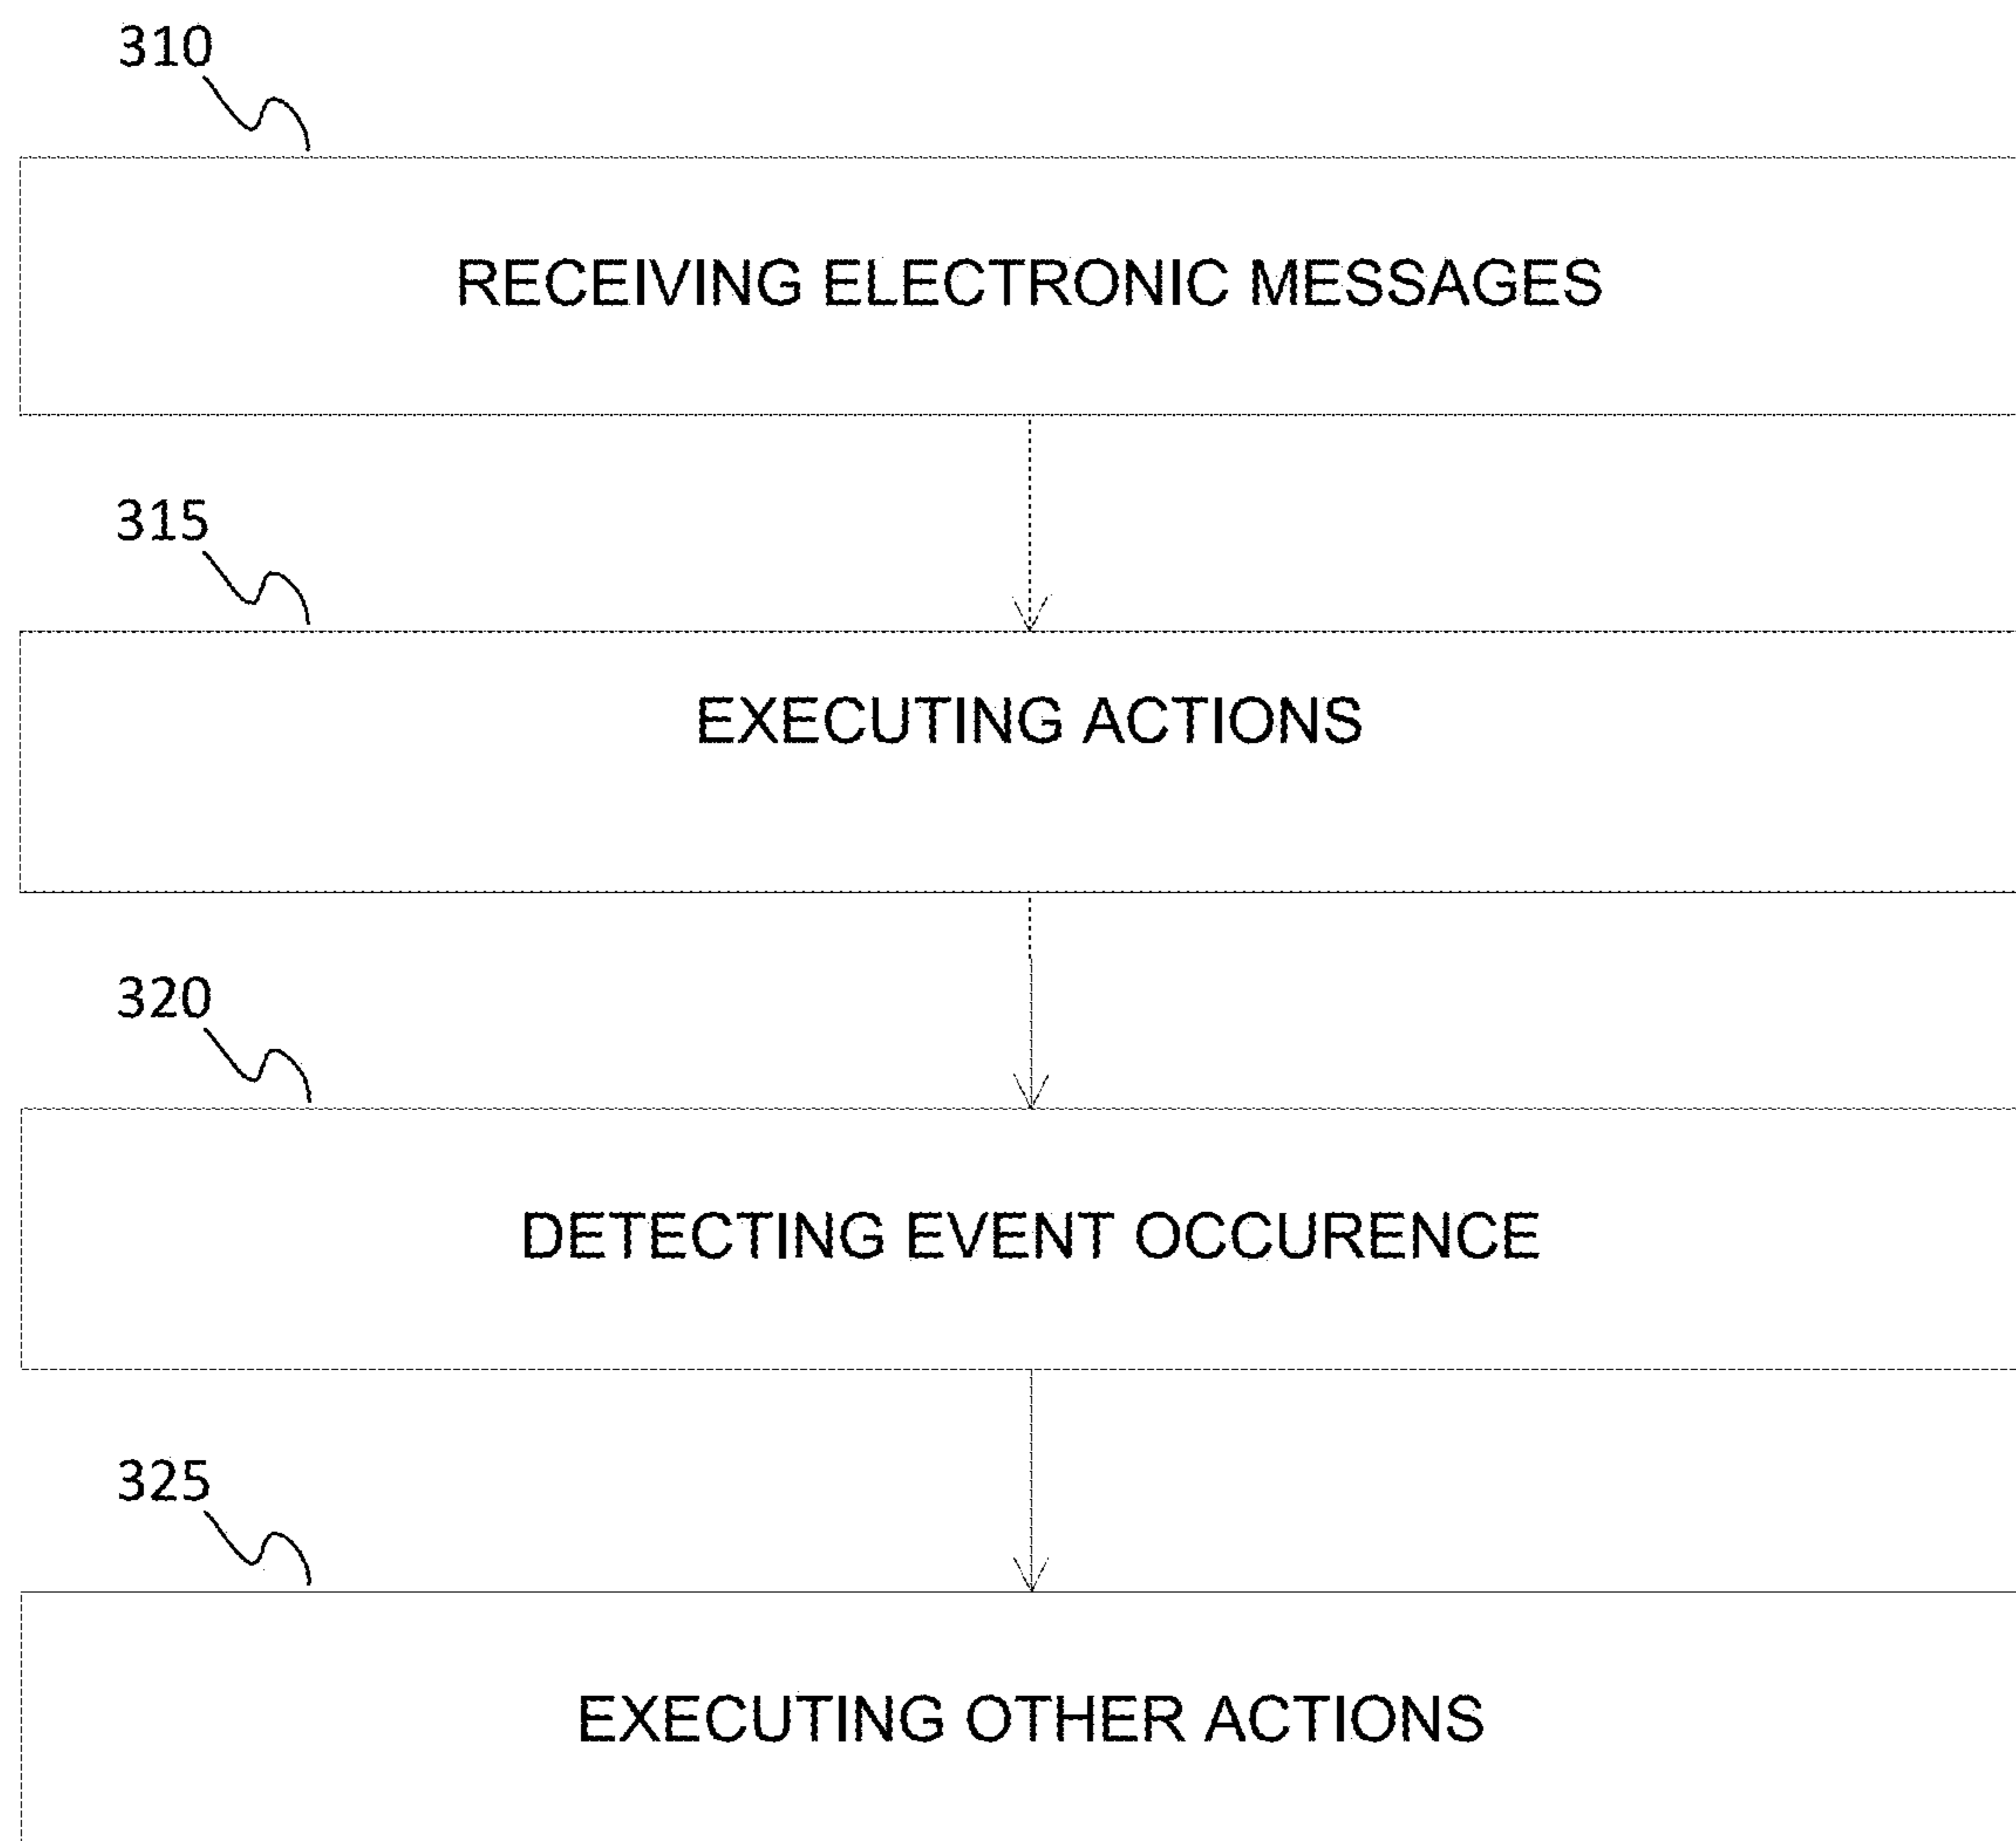 310
RECEIVING ELECTRONIC MESSAGES
315
EXECUTING ACTIONS
320
DETECTING EVENT OCCURENCE
325
EXECUTING OTHER ACTIONS